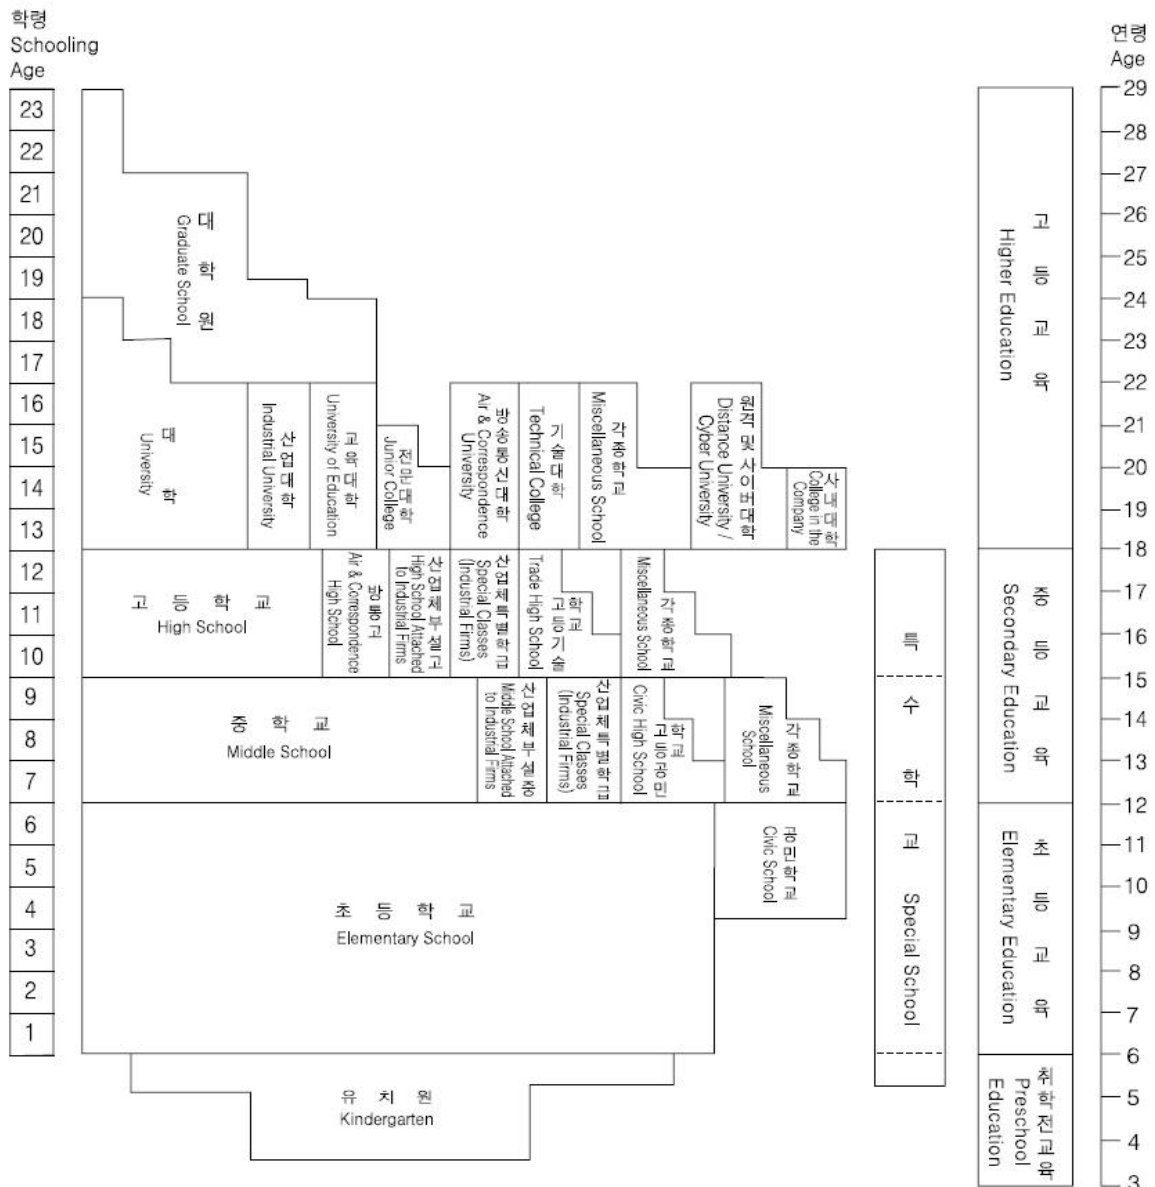 학령
Schooling
Age
연령
Age
23
22
21
20
19
18
17
16
15
14
13
12
11
10
9
8
7
6
5
4
3
2
1
대학원
Graduate School
대학
University
산업대학
Industrial University
교육대학
University of Education
전문대학
Junior College
방송통신대학
Air & Correspondence
University
기술대학
Technical College
각종학교
Miscellaneous School
원격 및 사이버대학
Distance University /
Cyber University
사내대학
College in the
Company
고등학교
High School
방통고
Air & Correspondence
High School
산업체부설고
High School Attached
to Industrial Firms
산업체특별학급
Special Classes
(Industrial Firms)
고등기술
학교
Trade High School
각종학교
Miscellaneous School
중학교
Middle School
산업체부설중
Middle School Attached
to Industrial Firms
산업체특별학급
Special Classes
(Industrial Firms)
고등공민
학교
Civic High School
각종학교
Miscellaneous
School
초등학교
Elementary School
공민학교
Civic School
유치원
Kindergarten
특수학교
Special School
고등교육
Higher Education
중등교육
Secondary Education
초등교육
Elementary Education
취학전교육
Preschool
Education
29
28
27
26
25
24
23
22
21
20
19
18
17
16
15
14
13
12
11
10
9
8
7
6
5
4
3